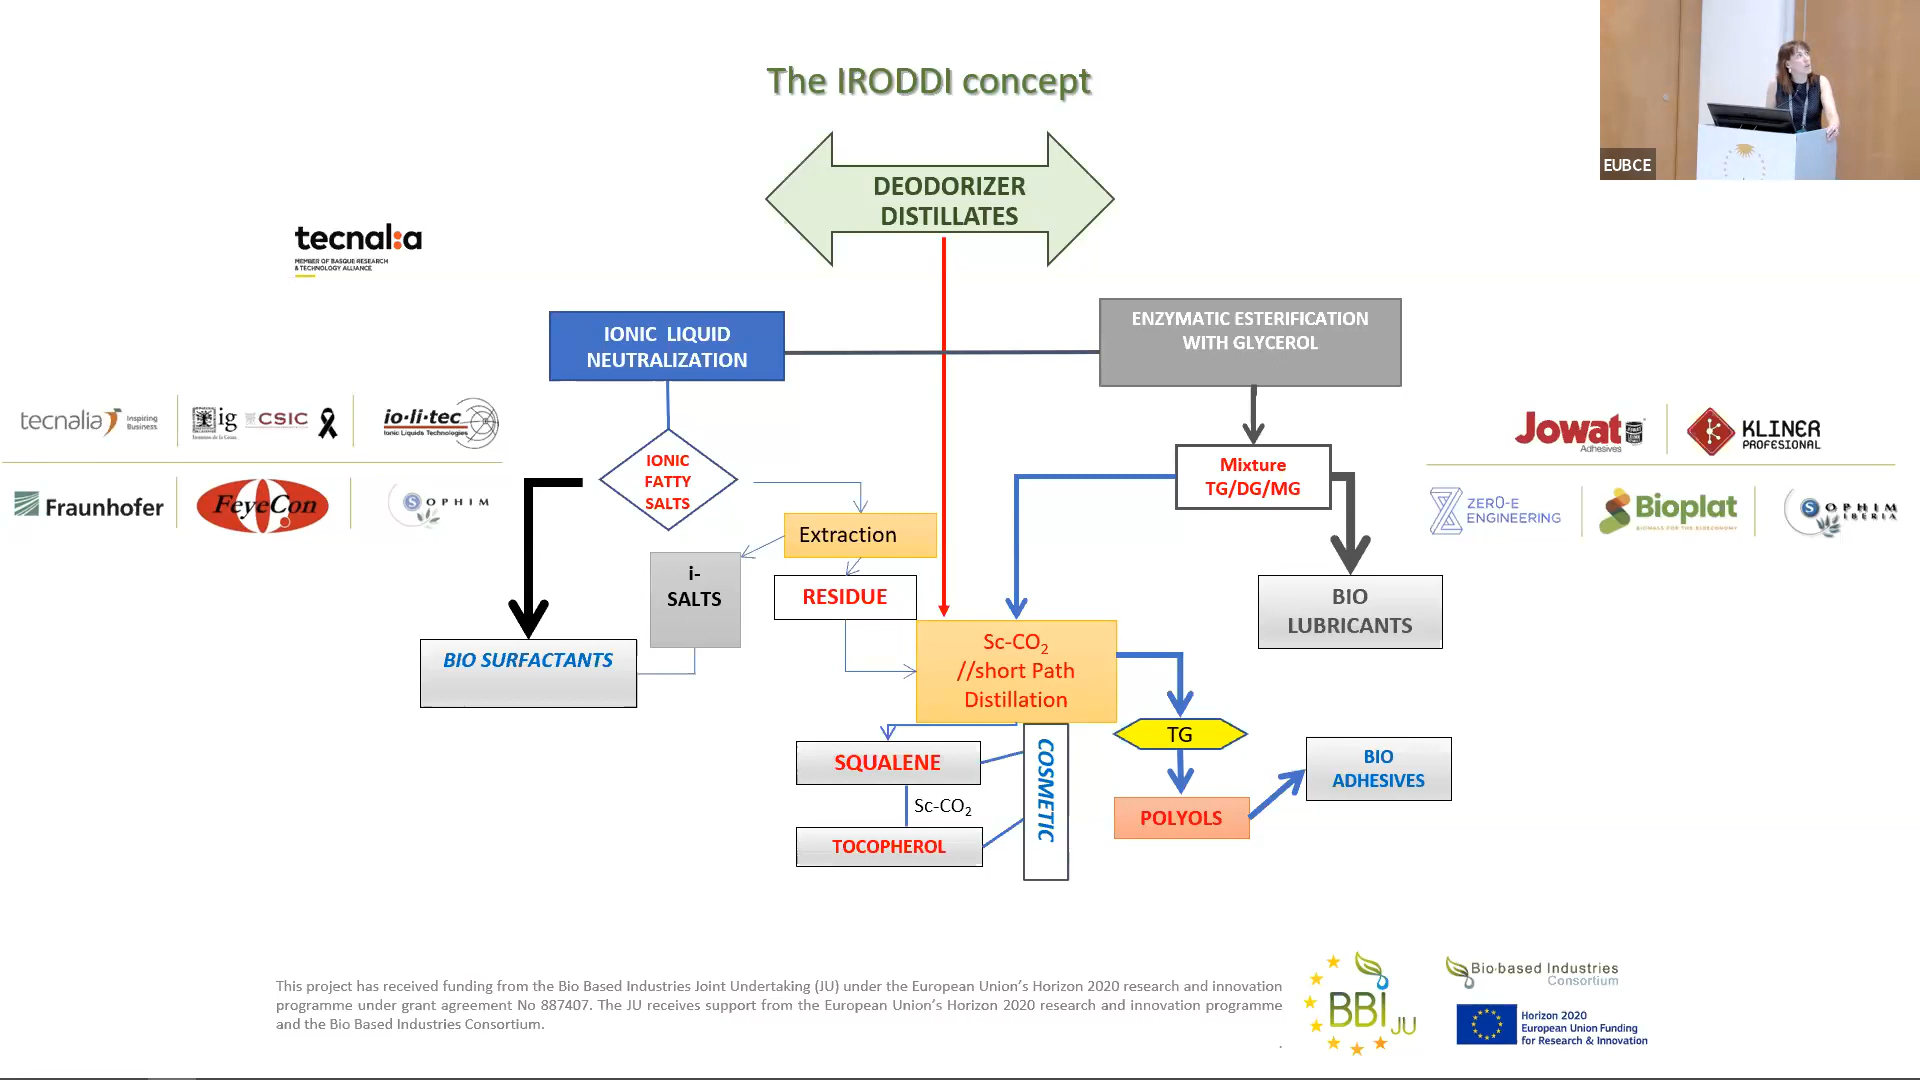 The IRODDI concept
EUBCE
DEODORIZER
DISTILLATES
tecnal:a
MEMBER OF BASQUE RESEARCH
& TECHNOLOGY ALLIANCE
IONIC LIQUID
NEUTRALIZATION
ENZYMATIC ESTERIFICATION
WITH GLYCEROL
tecnalia
Inspiring
Business
ig
CSIC
io·li·tec
Ionic Liquids Technologies
Fraunhofer
FeyeCon
SOPHIM
IONIC
FATTY
SALTS
Mixture
TG/DG/MG
Jowat
Adhesives
KLINER
PROFESIONAL
ZER0-E
ENGINEERING
Bioplat
BIOMALS FOR THE BIOECONOMY
SOPHIM
IBERIA
Extraction
i-
SALTS
RESIDUE
BIO
LUBRICANTS
BIO SURFACTANTS
Sc-CO2
//short Path
Distillation
TG
SQUALENE
Sc-CO2
TOCOPHEROL
COSMETIC
POLYOLS
BIO
ADHESIVES
This project has received funding from the Bio Based Industries Joint Undertaking (JU) under the European Union's Horizon 2020 research and innovation
programme under grant agreement No 887407. The JU receives support from the European Union's Horizon 2020 research and innovation programme
and the Bio Based Industries Consortium.
.
BBI JU
Bio-based Industries
Consortium
Horizon 2020
European Union Funding
for Research & Innovation